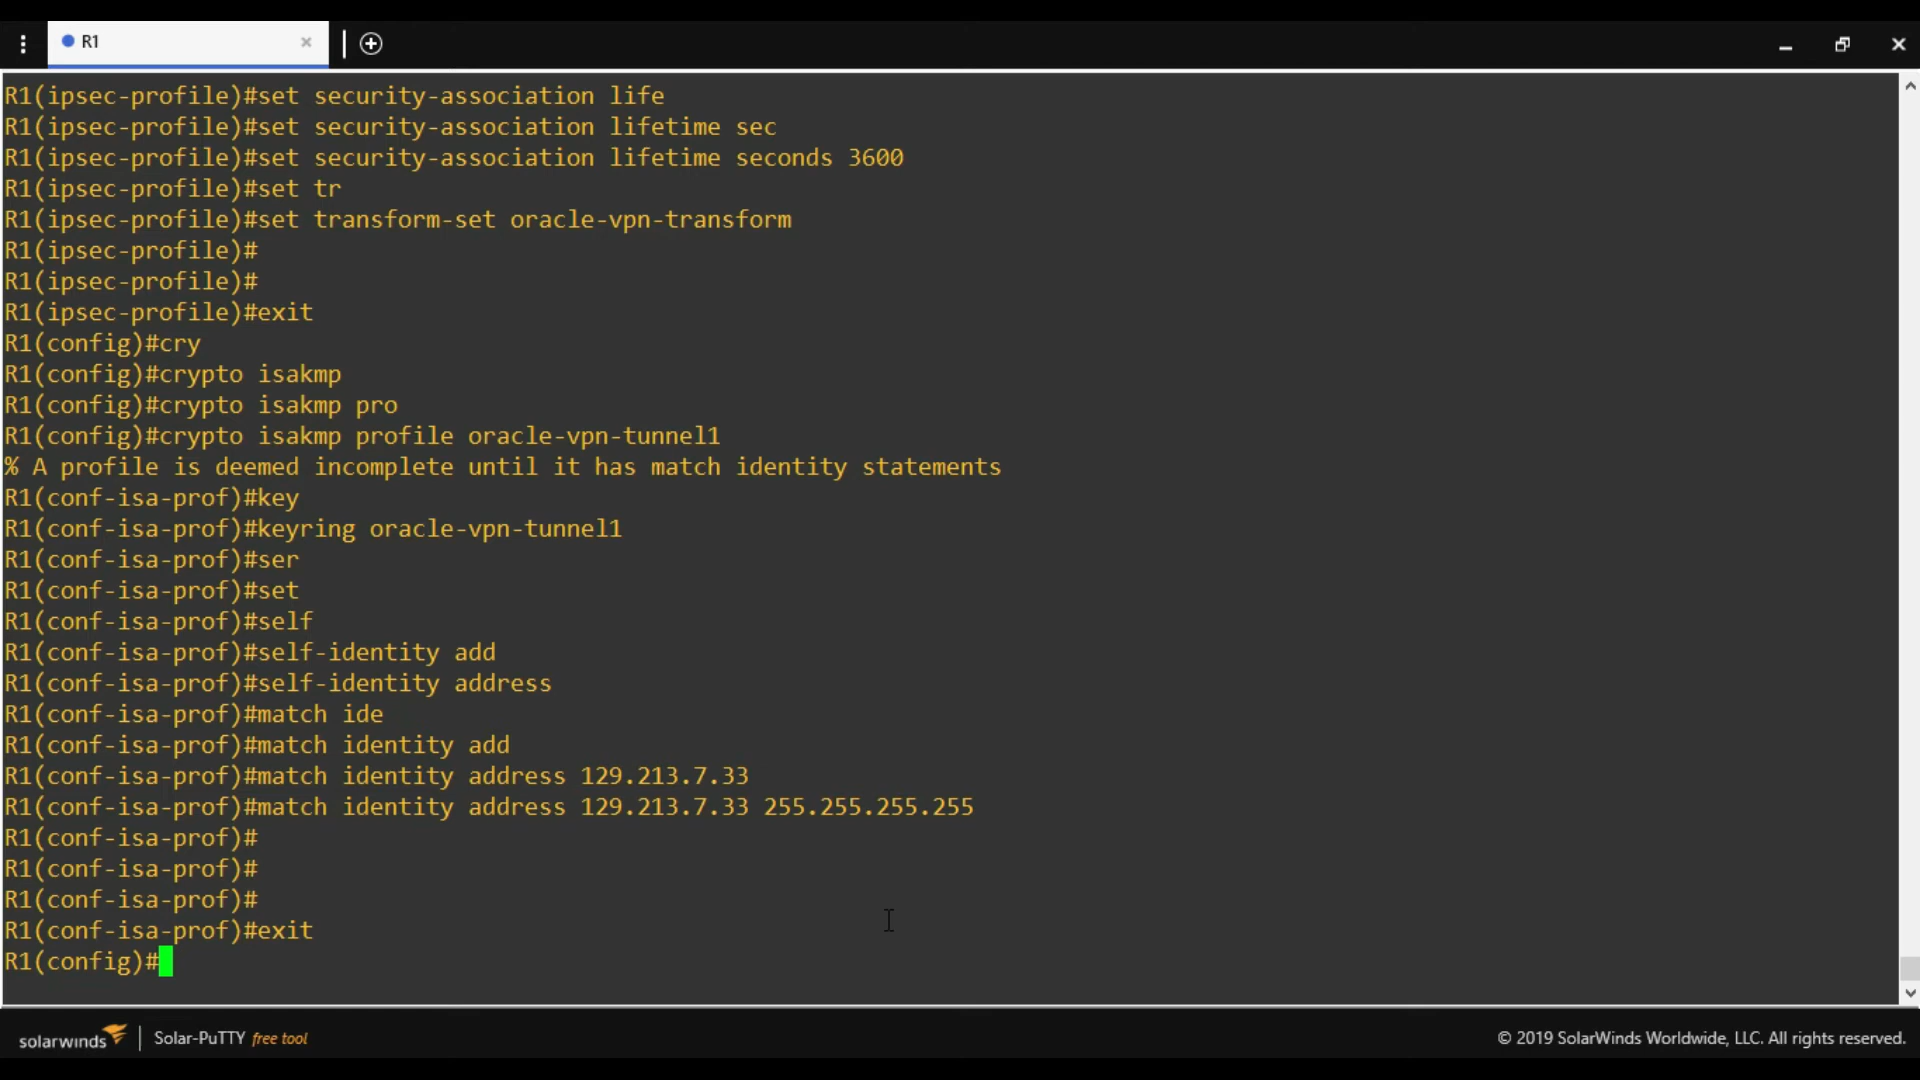 R1
R1(ipsec-profile)#set security-association life
R1(ipsec-profile)#set security-association lifetime sec
R1(ipsec-profile)#set security-association lifetime seconds 3600
R1(ipsec-profile)#set tr
R1(ipsec-profile)#set transform-set oracle-vpn-transform
R1(ipsec-profile)#
R1(ipsec-profile)#
R1(ipsec-profile)#exit
R1(config)#cry
R1(config)#crypto isakmp
R1(config)#crypto isakmp pro
R1(config)#crypto isakmp profile oracle-vpn-tunnel1
% A profile is deemed incomplete until it has match identity statements
R1(conf-isa-prof)#key
R1(conf-isa-prof)#keyring oracle-vpn-tunnel1
R1(conf-isa-prof)#ser
R1(conf-isa-prof)#set
R1(conf-isa-prof)#self
R1(conf-isa-prof)#self-identity add
R1(conf-isa-prof)#self-identity address
R1(conf-isa-prof)#match ide
R1(conf-isa-prof)#match identity add
R1(conf-isa-prof)#match identity address 129.213.7.33
R1(conf-isa-prof)#match identity address 129.213.7.33 255.255.255.255
R1(conf-isa-prof)#
R1(conf-isa-prof)#
R1(conf-isa-prof)#
R1(conf-isa-prof)#exit
R1(config)#
solarwinds Solar-PuTTY free tool © 2019 SolarWinds Worldwide, LLC. All rights reserved.